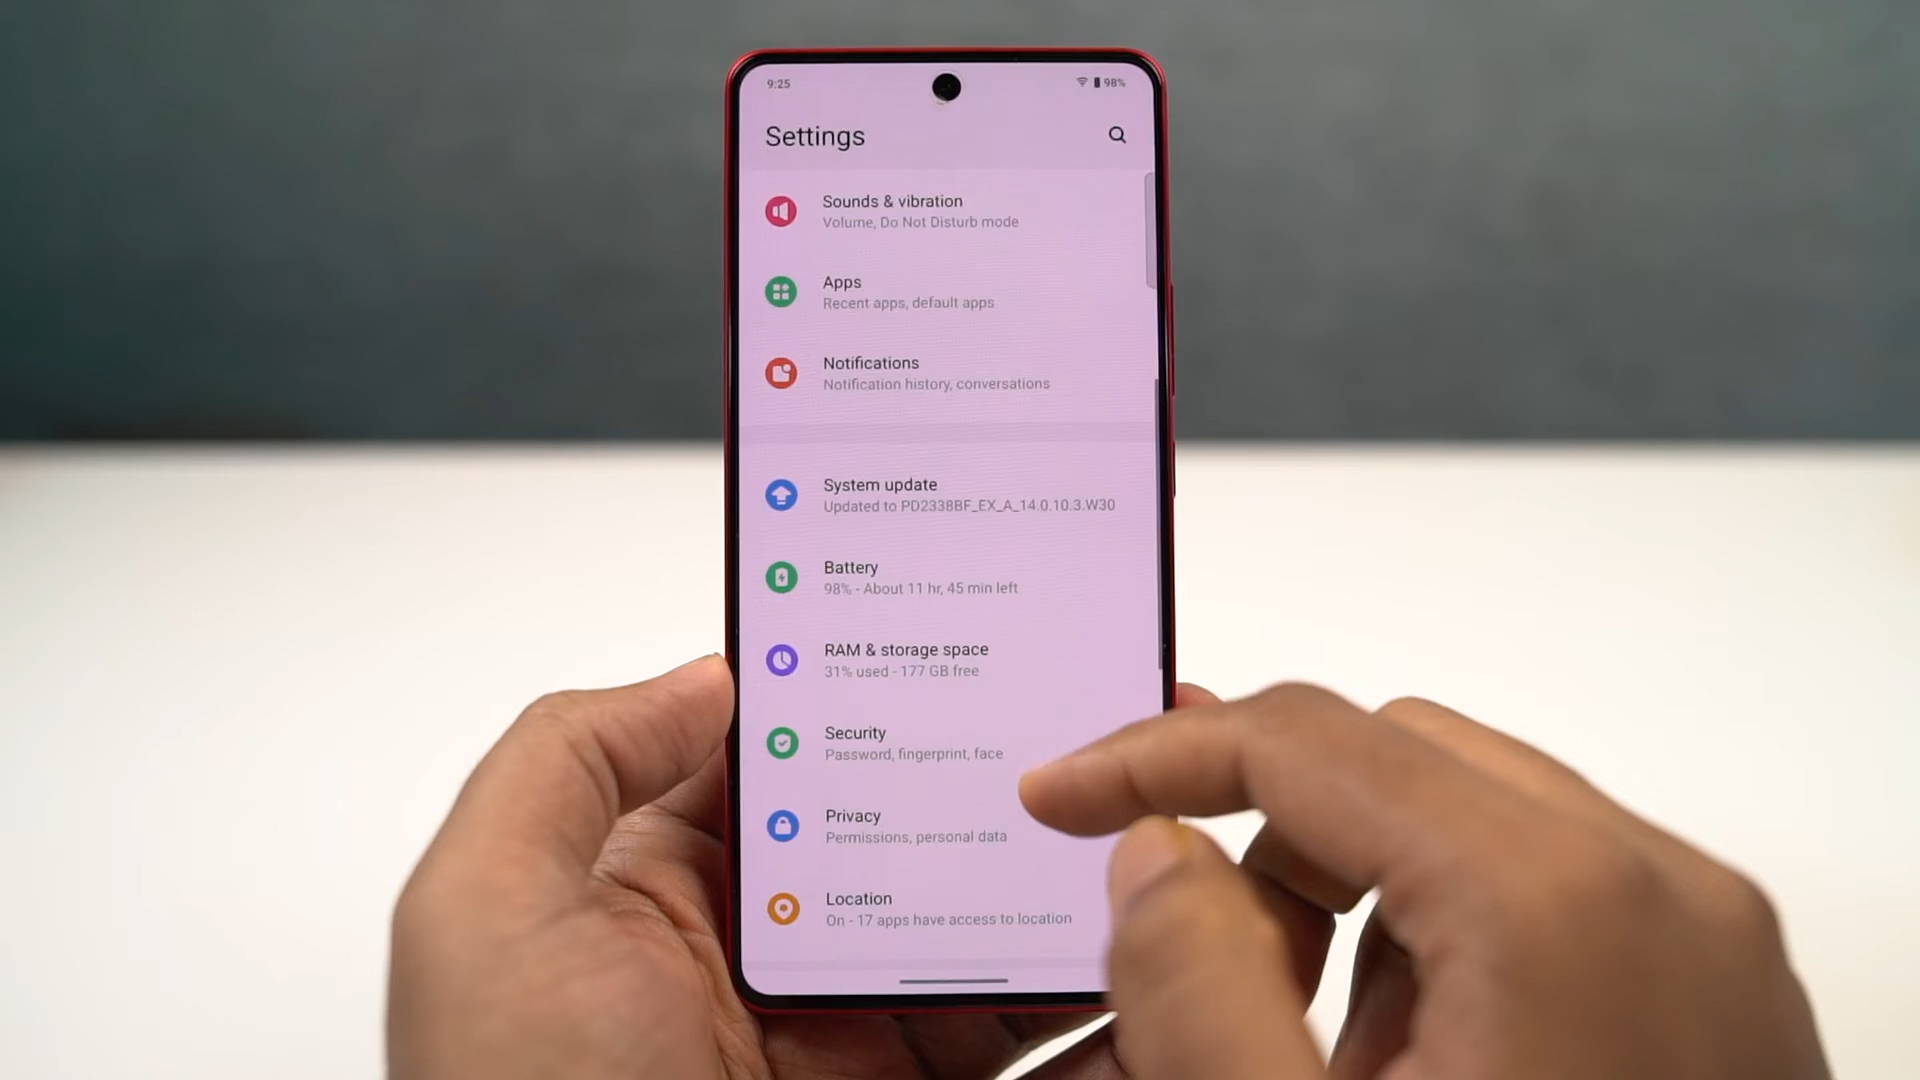 9:25
98%
Settings
Sounds & vibration
Volume, Do Not Disturb mode
Apps
Recent apps, default apps
Notifications
Notification history, conversations
System update
Updated to PD2338BF_EX_A_14.0.10.3.W30
Battery
98% - About 11 hr, 45 min left
RAM & storage space
31% used - 177 GB free
Security
Password, fingerprint, face
Privacy
Permissions, personal data
Location
On - 17 apps have access to location